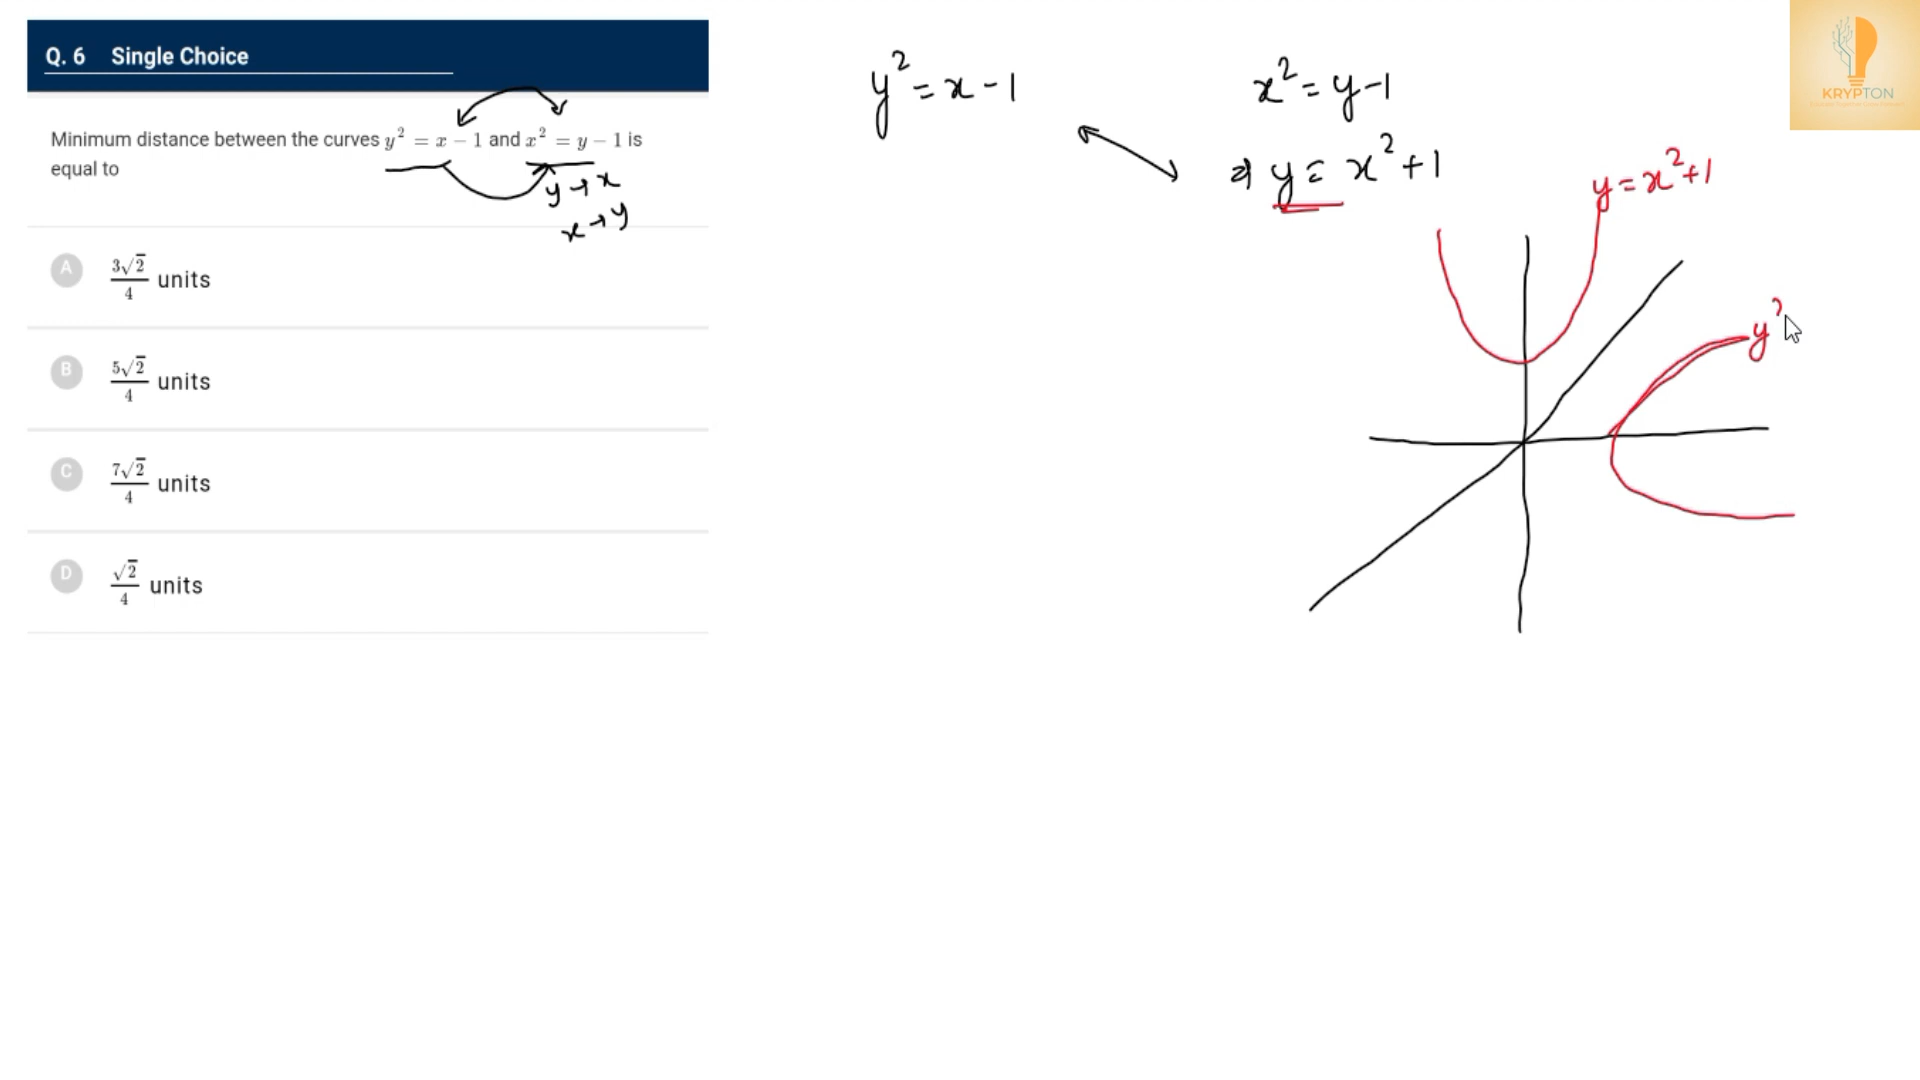 Q. 6 Single Choice
Minimum distance between the curves y² = x − 1 and x² = y − 1 is
equal to
y → x
x → y
A 3√2/4 units
B 5√2/4 units
C 7√2/4 units
D √2/4 units
y² = x - 1
x² = y - 1
⇒ y = x² + 1
y = x² + 1
y²
KRYPTON